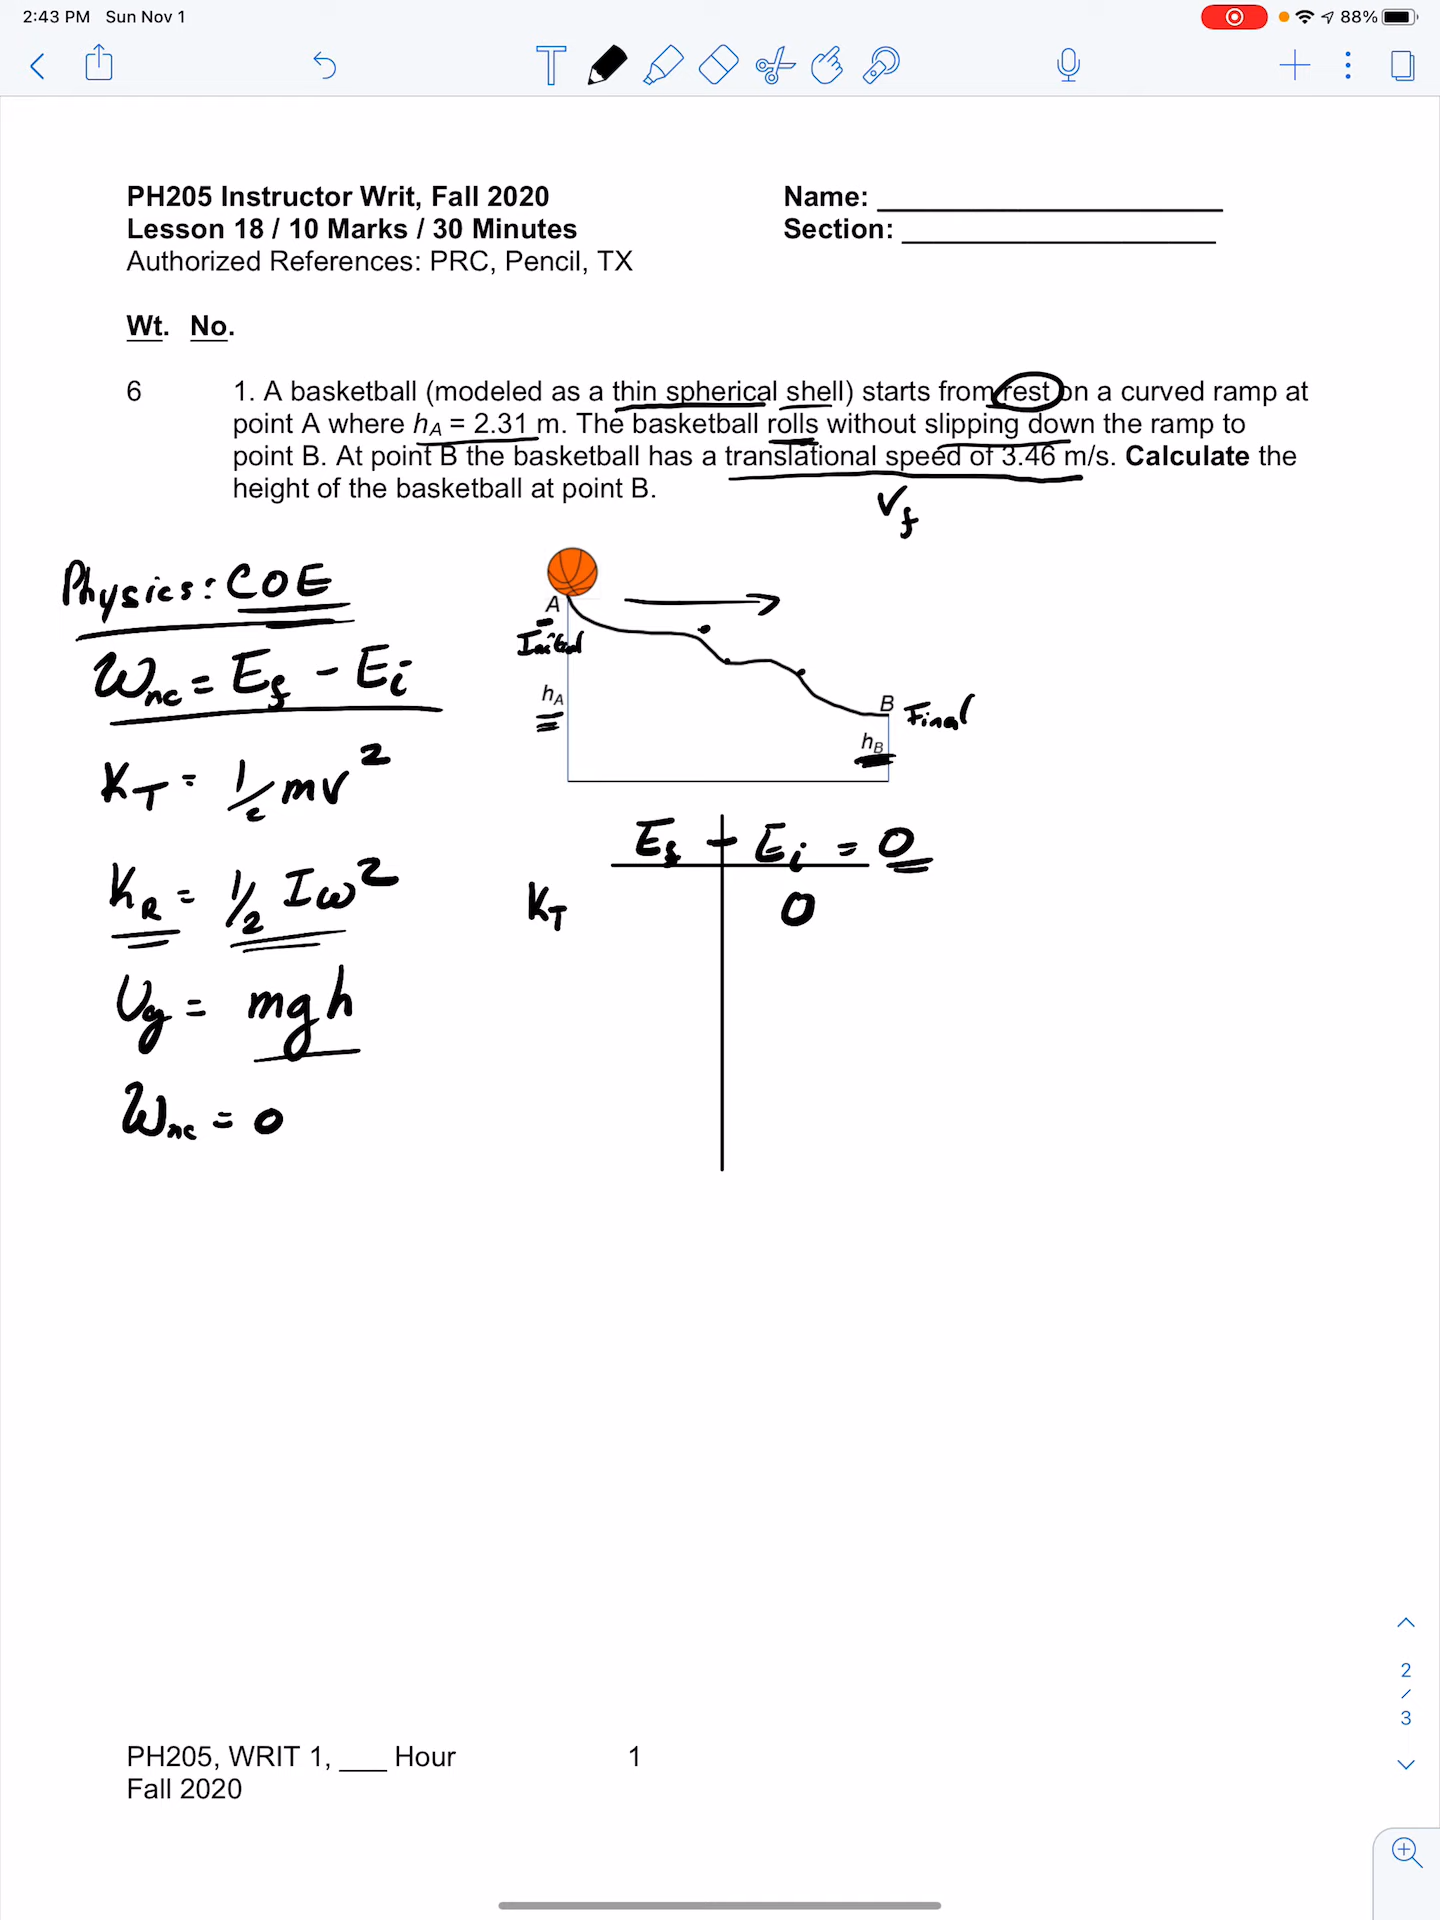 2:43 PM Sun Nov 1
88%
T
PH205 Instructor Writ, Fall 2020
Name: ____________________
Lesson 18 / 10 Marks / 30 Minutes
Section: ____________________
Authorized References: PRC, Pencil, TX
Wt. No.
6 1. A basketball (modeled as a thin spherical shell) starts from rest on a curved ramp at
point A where hA = 2.31 m. The basketball rolls without slipping down the ramp to
point B. At point B the basketball has a translational speed of 3.46 m/s. Calculate the
height of the basketball at point B.
Vf
Physics: COE
Wnc = Ef - Ei
KT = 1/2 mv²
KR = 1/2 Iω²
Ug = mgh
Wnc = 0
A
Initial
hA
B Final
hB
Ef - Ei = 0
KT 0
2
/
3
PH205, WRIT 1, ___ Hour 1
Fall 2020